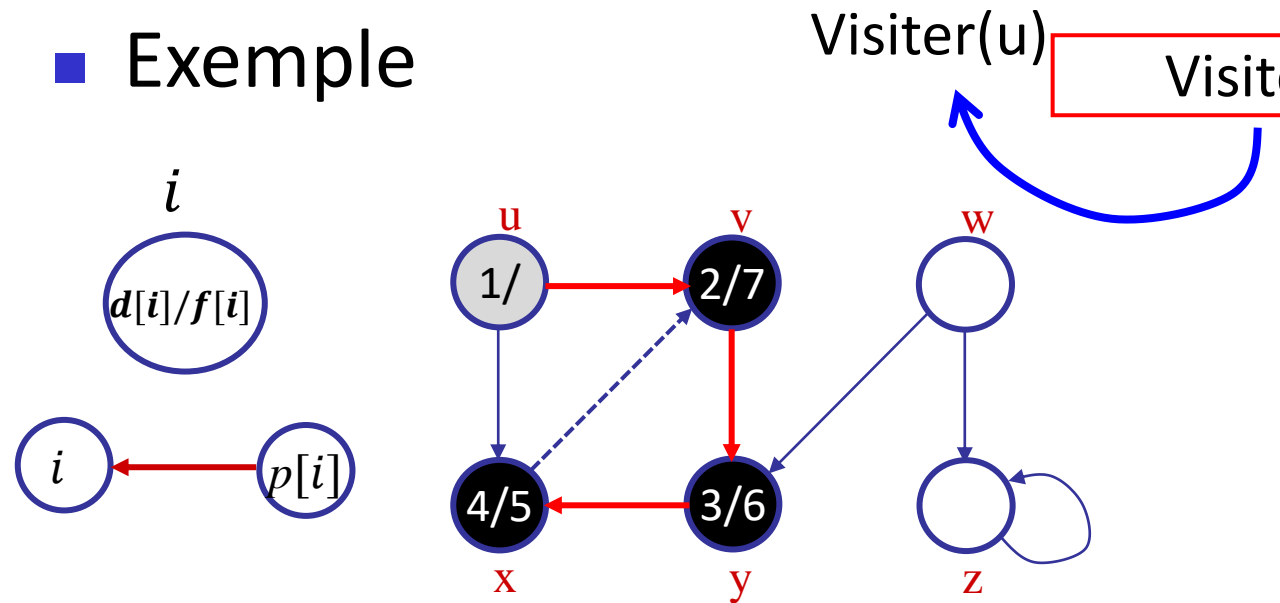 Exemple
Visiter(u)
i
d[i]/f[i]
i
p[i]
u
v
w
1/
2/7
4/5
3/6
x
y
z